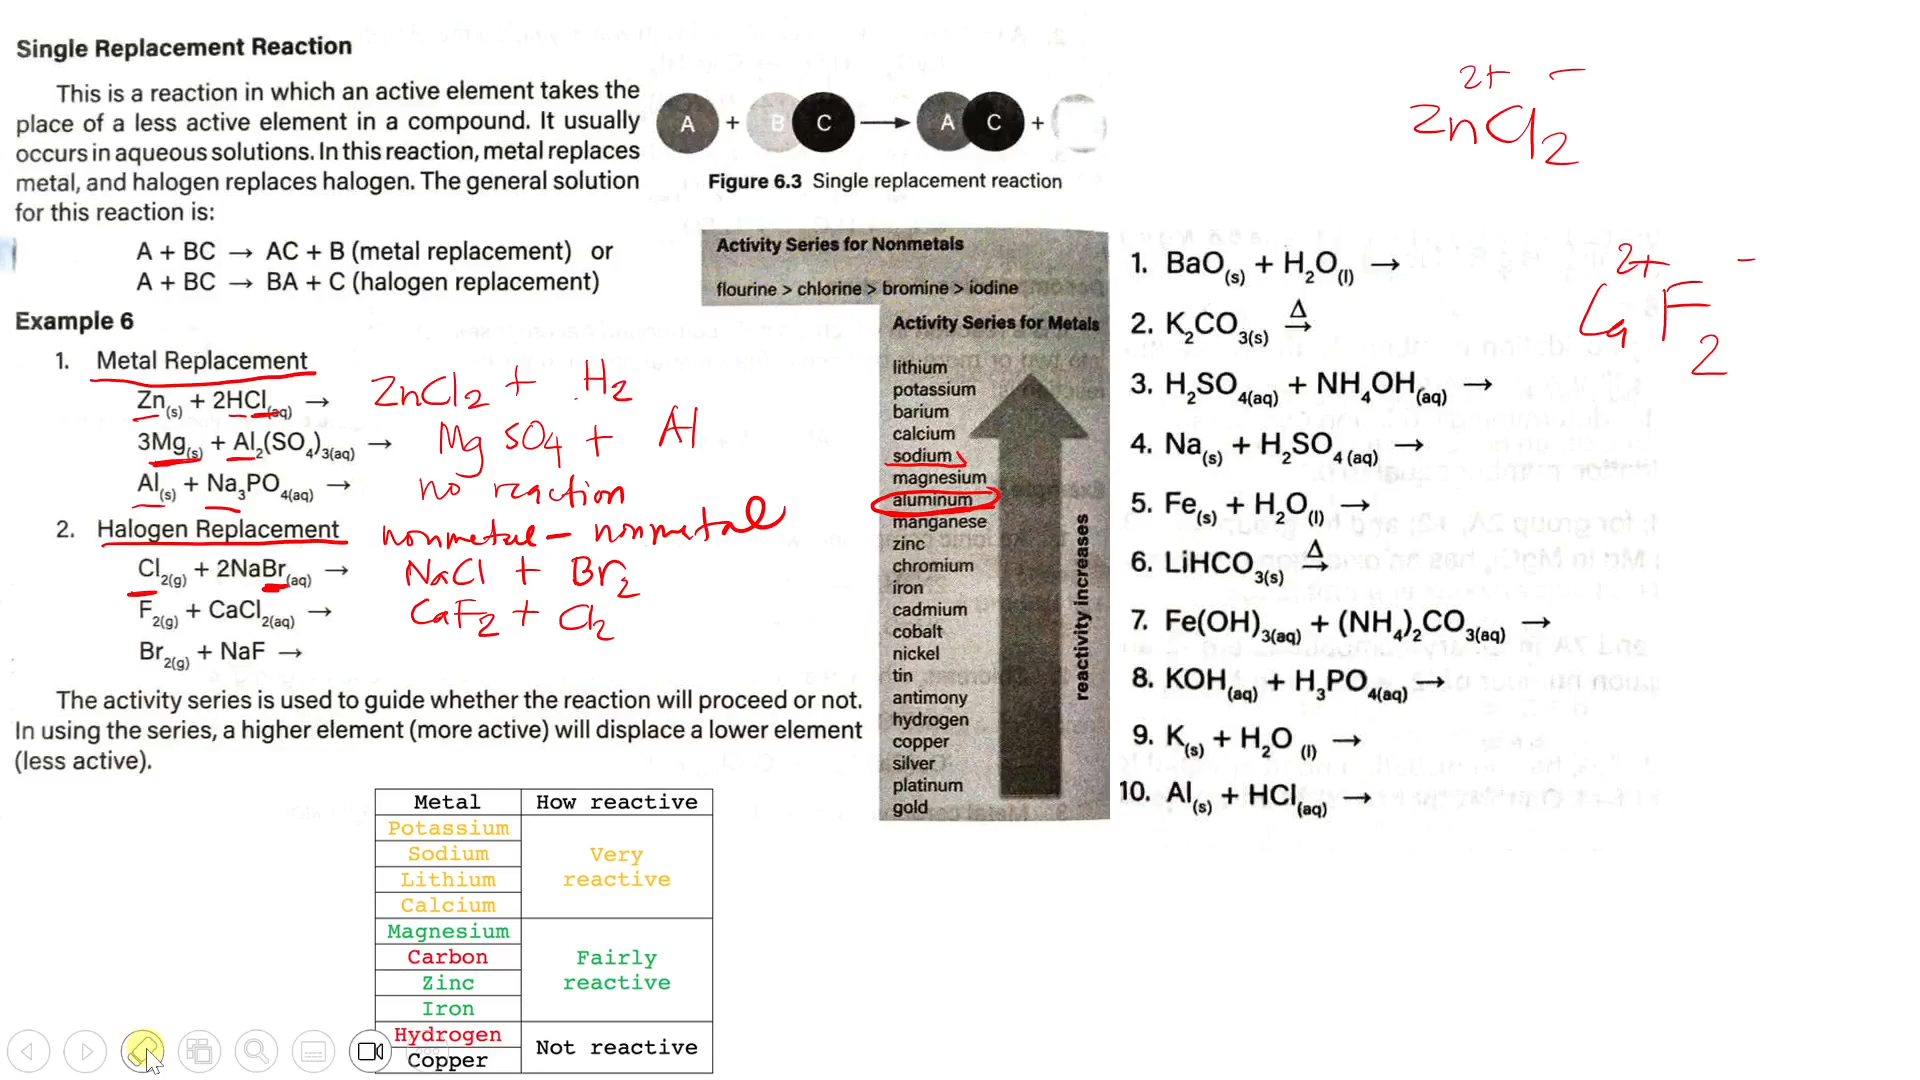 Single Replacement Reaction
This is a reaction in which an active element takes the
place of a less active element in a compound. It usually
occurs in aqueous solutions. In this reaction, metal replaces
metal, and halogen replaces halogen. The general solution
for this reaction is:
A + BC → AC + B (metal replacement) or
A + BC → BA + C (halogen replacement)
A + B C → A C +
Figure 6.3 Single replacement reaction
Example 6
1. Metal Replacement
Zn(s) + 2HCl(aq) → ZnCl2 + H2
3Mg(s) + Al2(SO4)3(aq) → Mg SO4 + Al
Al(s) + Na3PO4(aq) → no reaction
2. Halogen Replacement nonmetal - nonmetal
Cl2(g) + 2NaBr(aq) → NaCl + Br2
F2(g) + CaCl2(aq) → CaF2 + Cl2
Br2(g) + NaF →
The activity series is used to guide whether the reaction will proceed or not.
In using the series, a higher element (more active) will displace a lower element
(less active).
Activity Series for Nonmetals
flourine > chlorine > bromine > iodine
Activity Series for Metals
lithium
potassium
barium
calcium
sodium
magnesium
aluminum
manganese
zinc
chromium
iron
cadmium
cobalt
nickel
tin
antimony
hydrogen
copper
silver
platinum
gold
reactivity increases
2+ −
ZnCl2
2+ -
Ca F2
1. BaO(s) + H2O(l) →
2. K2CO3(s) Δ→
3. H2SO4(aq) + NH4OH(aq) →
4. Na(s) + H2SO4(aq) →
5. Fe(s) + H2O(l) →
6. LiHCO3(s) Δ→
7. Fe(OH)3(aq) + (NH4)2CO3(aq) →
8. KOH(aq) + H3PO4(aq) →
9. K(s) + H2O (l) →
10. Al(s) + HCl(aq) →
Metal How reactive
Potassium
Sodium
Lithium
Calcium
Very
reactive
Magnesium
Carbon
Zinc
Iron
Fairly
reactive
Hydrogen
Copper
Not reactive